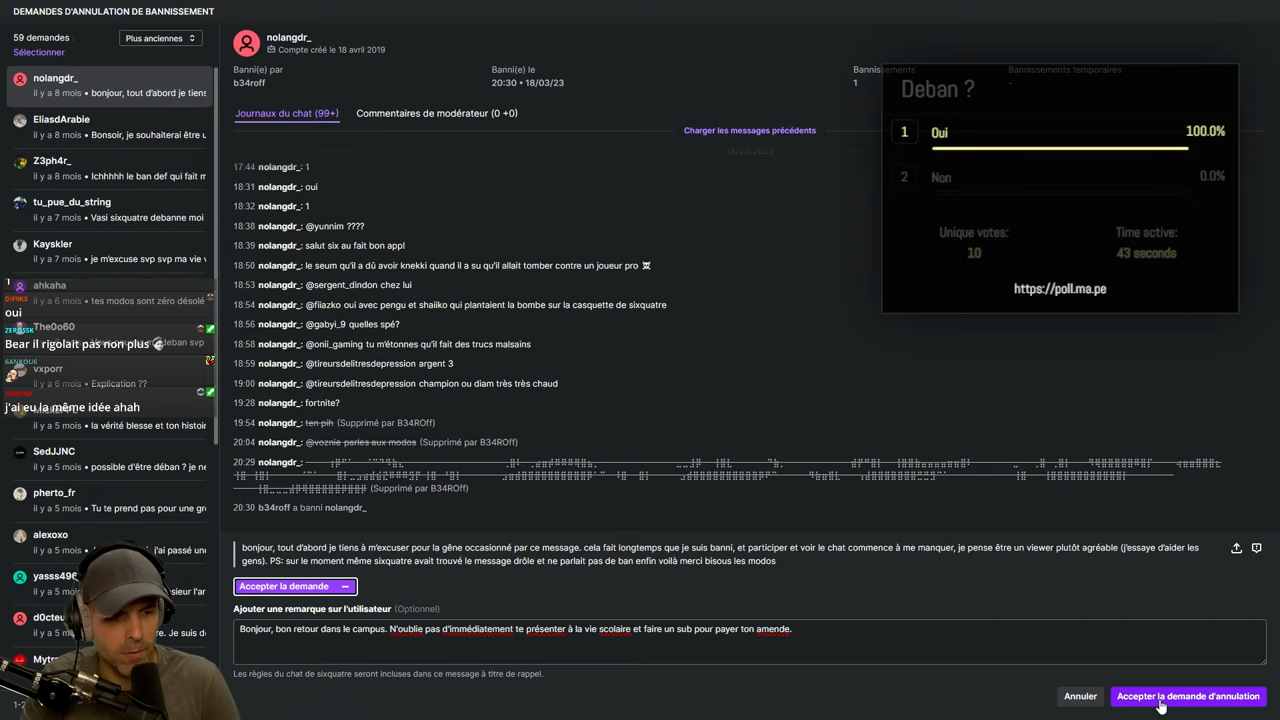 DEMANDES D'ANNULATION DE BANNISSEMENT
59 demandes
Plus anciennes
Sélectionner
nolangdr_
il y a 8 mois • bonjour, tout d'abord je tiens
EliasdArabie
il y a 8 mois • Bonsoir, je souhaiterai être u
Z3ph4r_
il y a 8 mois • Ichhhhh le ban def qui fait m
tu_pue_du_string
il y a 7 mois • Vasi sixquatre debanne moi
Kayskler
il y a 7 mois • je m'excuse svp svp ma vie v
ahkaha
il y a 6 mois • tes modos sont zéro désolé
oui
The0o60
Bear il rigolait pas non plus
deban svp
vxporr
il y a 6 mois • Explication ??
j'ai eu la même idée ahah
il y a 6 mois • la vérité blesse et ton histoir
SedJJNC
il y a 5 mois • possible d'être déban ? je ne
pherto_fr
il y a 5 mois • Tu te prend pas pour une gr
alexoxo
yasss496
d0cteu
Mytr
nolangdr_
Compte créé le 18 avril 2019
Banni(e) par
b34roff
Banni(e) le
20:30 • 18/03/23
Bannissements
1
Bannissements temporaires
-
Journaux du chat (99+)
Commentaires de modérateur (0 +0)
Charger les messages précédents
18/03/2023
17:44 nolangdr_: 1
18:31 nolangdr_: oui
18:32 nolangdr_: 1
18:38 nolangdr_: @yunnim ????
18:39 nolangdr_: salut six au fait bon app!
18:50 nolangdr_: le seum qu'il a dû avoir knekki quand il a su qu'il allait tomber contre un joueur pro
18:53 nolangdr_: @sergent_dindon chez lui
18:54 nolangdr_: @fiiazko oui avec pengu et shaiiko qui plantaient la bombe sur la casquette de sixquatre
18:56 nolangdr_: @gabyi_9 quelles spé?
18:58 nolangdr_: @onii_gaming tu m'étonnes qu'il fait des trucs malsains
18:59 nolangdr_: @tireursdelitresdepression argent 3
19:00 nolangdr_: @tireursdelitresdepression champion ou diam très très chaud
19:28 nolangdr_: fortnite?
19:54 nolangdr_: ten pih (Supprimé par B34ROff)
20:04 nolangdr_: @voznie parles aux modos (Supprimé par B34ROff)
20:29 nolangdr_:
(Supprimé par B34ROff)
20:30 b34roff a banni nolangdr_
bonjour, tout d'abord je tiens à m'excuser pour la gêne occasionné par ce message. cela fait longtemps que je suis banni, et participer et voir le chat commence à me manquer, je pense être un viewer plutôt agréable (j'essaye d'aider les
gens). PS: sur le moment même sixquatre avait trouvé le message drôle et ne parlait pas de ban enfin voilà merci bisous les modos
Accepter la demande
Ajouter une remarque sur l'utilisateur (Optionnel)
Bonjour, bon retour dans le campus. N'oublie pas d'immédiatement te présenter à la vie scolaire et faire un sub pour payer ton amende.
Les règles du chat de sixquatre seront incluses dans ce message à titre de rappel.
Annuler
Accepter la demande d'annulation
Deban ?
1 Oui 100.0%
2 Non 0.0%
Unique votes:
10
Time active:
43 seconds
https://poll.ma.pe